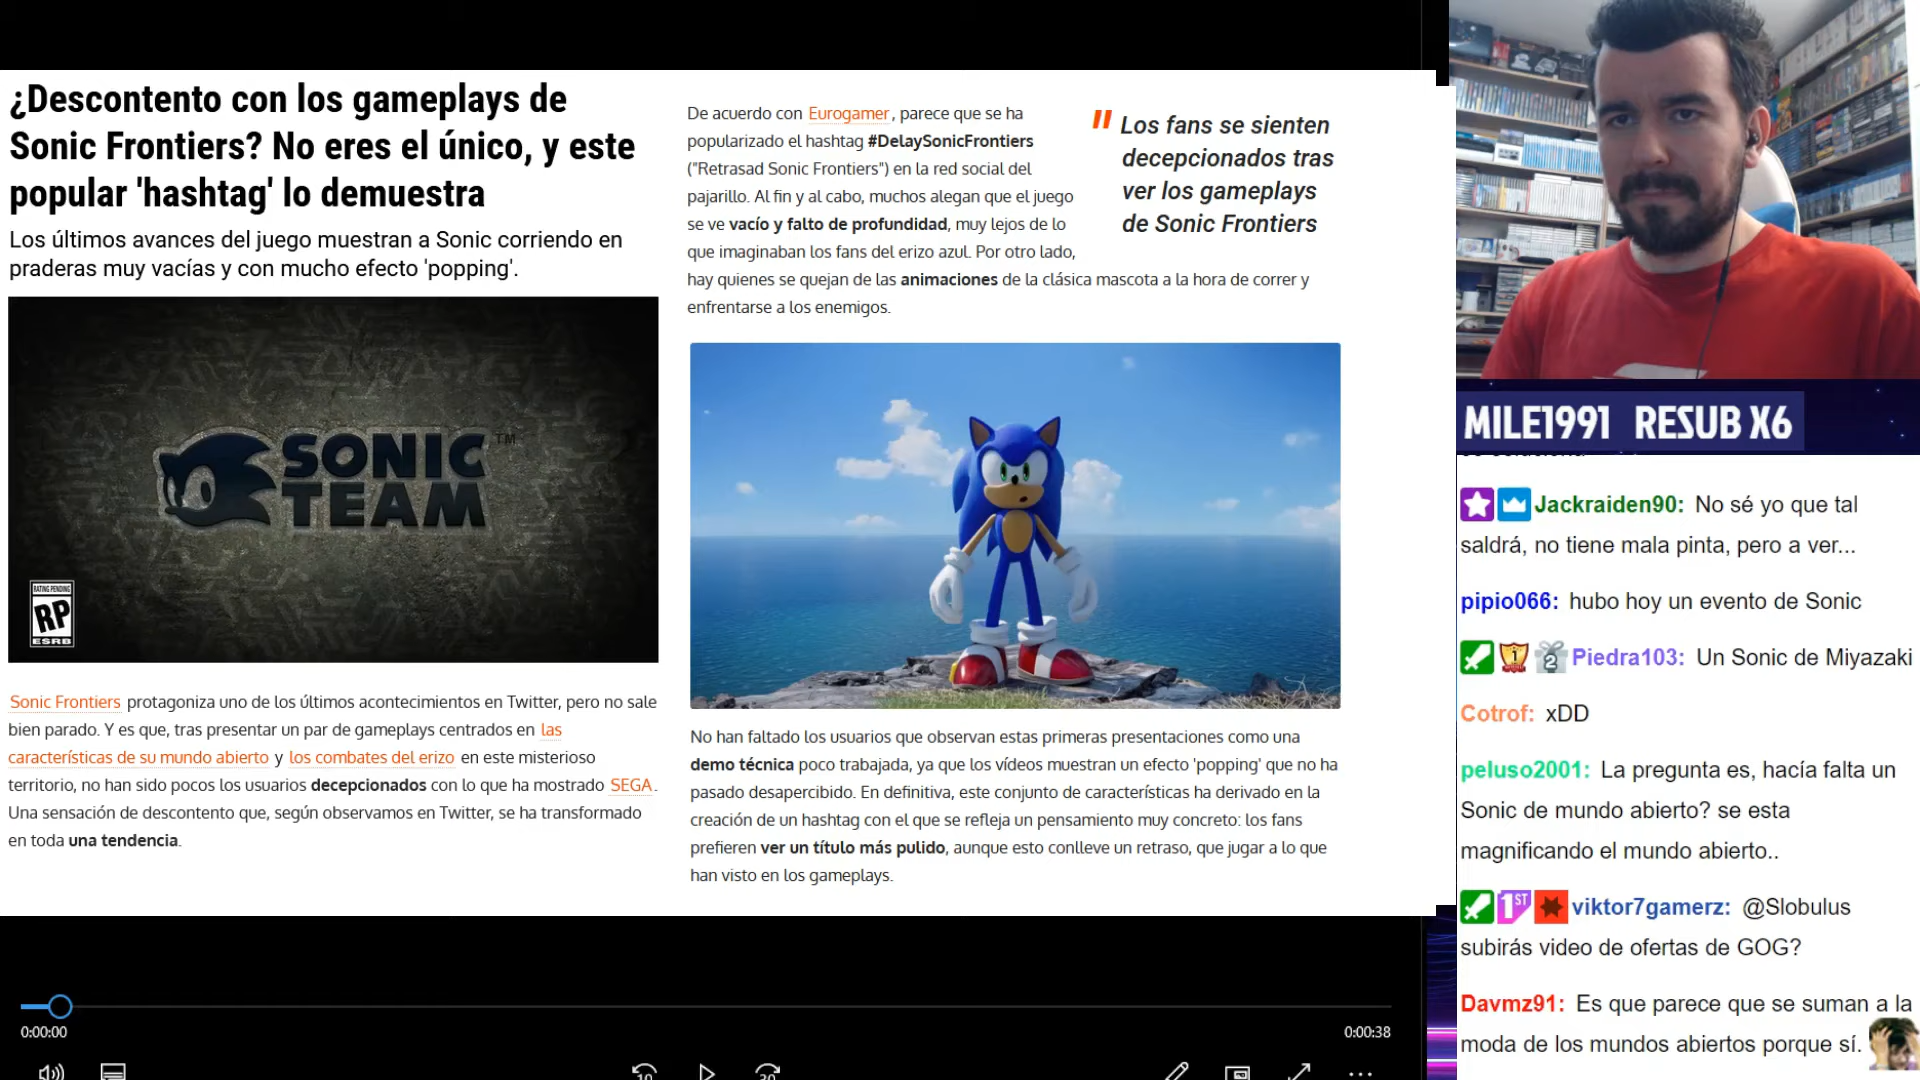 ¿Descontento con los gameplays de
Sonic Frontiers? No eres el único, y este
popular 'hashtag' lo demuestra
Los últimos avances del juego muestran a Sonic corriendo en
praderas muy vacías y con mucho efecto 'popping'.
SONIC
TEAM
TM
RATING PENDING
RP
ESRB
Sonic Frontiers protagoniza uno de los últimos acontecimientos en Twitter, pero no sale
bien parado. Y es que, tras presentar un par de gameplays centrados en las
características de su mundo abierto y los combates del erizo en este misterioso
territorio, no han sido pocos los usuarios decepcionados con lo que ha mostrado SEGA.
Una sensación de descontento que, según observamos en Twitter, se ha transformado
en toda una tendencia.
De acuerdo con Eurogamer, parece que se ha
popularizado el hashtag #DelaySonicFrontiers
("Retrasad Sonic Frontiers") en la red social del
pajarillo. Al fin y al cabo, muchos alegan que el juego
se ve vacío y falto de profundidad, muy lejos de lo
que imaginaban los fans del erizo azul. Por otro lado,
hay quienes se quejan de las animaciones de la clásica mascota a la hora de correr y
enfrentarse a los enemigos.
" Los fans se sienten
decepcionados tras
ver los gameplays
de Sonic Frontiers
No han faltado los usuarios que observan estas primeras presentaciones como una
demo técnica poco trabajada, ya que los vídeos muestran un efecto 'popping' que no ha
pasado desapercibido. En definitiva, este conjunto de características ha derivado en la
creación de un hashtag con el que se refleja un pensamiento muy concreto: los fans
prefieren ver un título más pulido, aunque esto conlleve un retraso, que jugar a lo que
han visto en los gameplays.
0:00:00
0:00:38
10
30
MILE1991 RESUB X6
Jackraiden90: No sé yo que tal
saldrá, no tiene mala pinta, pero a ver...
pipio066: hubo hoy un evento de Sonic
1 2 Piedra103: Un Sonic de Miyazaki
Cotrof: xDD
peluso2001: La pregunta es, hacía falta un
Sonic de mundo abierto? se esta
magnificando el mundo abierto..
1ST viktor7gamerz: @Slobulus
subirás video de ofertas de GOG?
Davmz91: Es que parece que se suman a la
moda de los mundos abiertos porque sí.